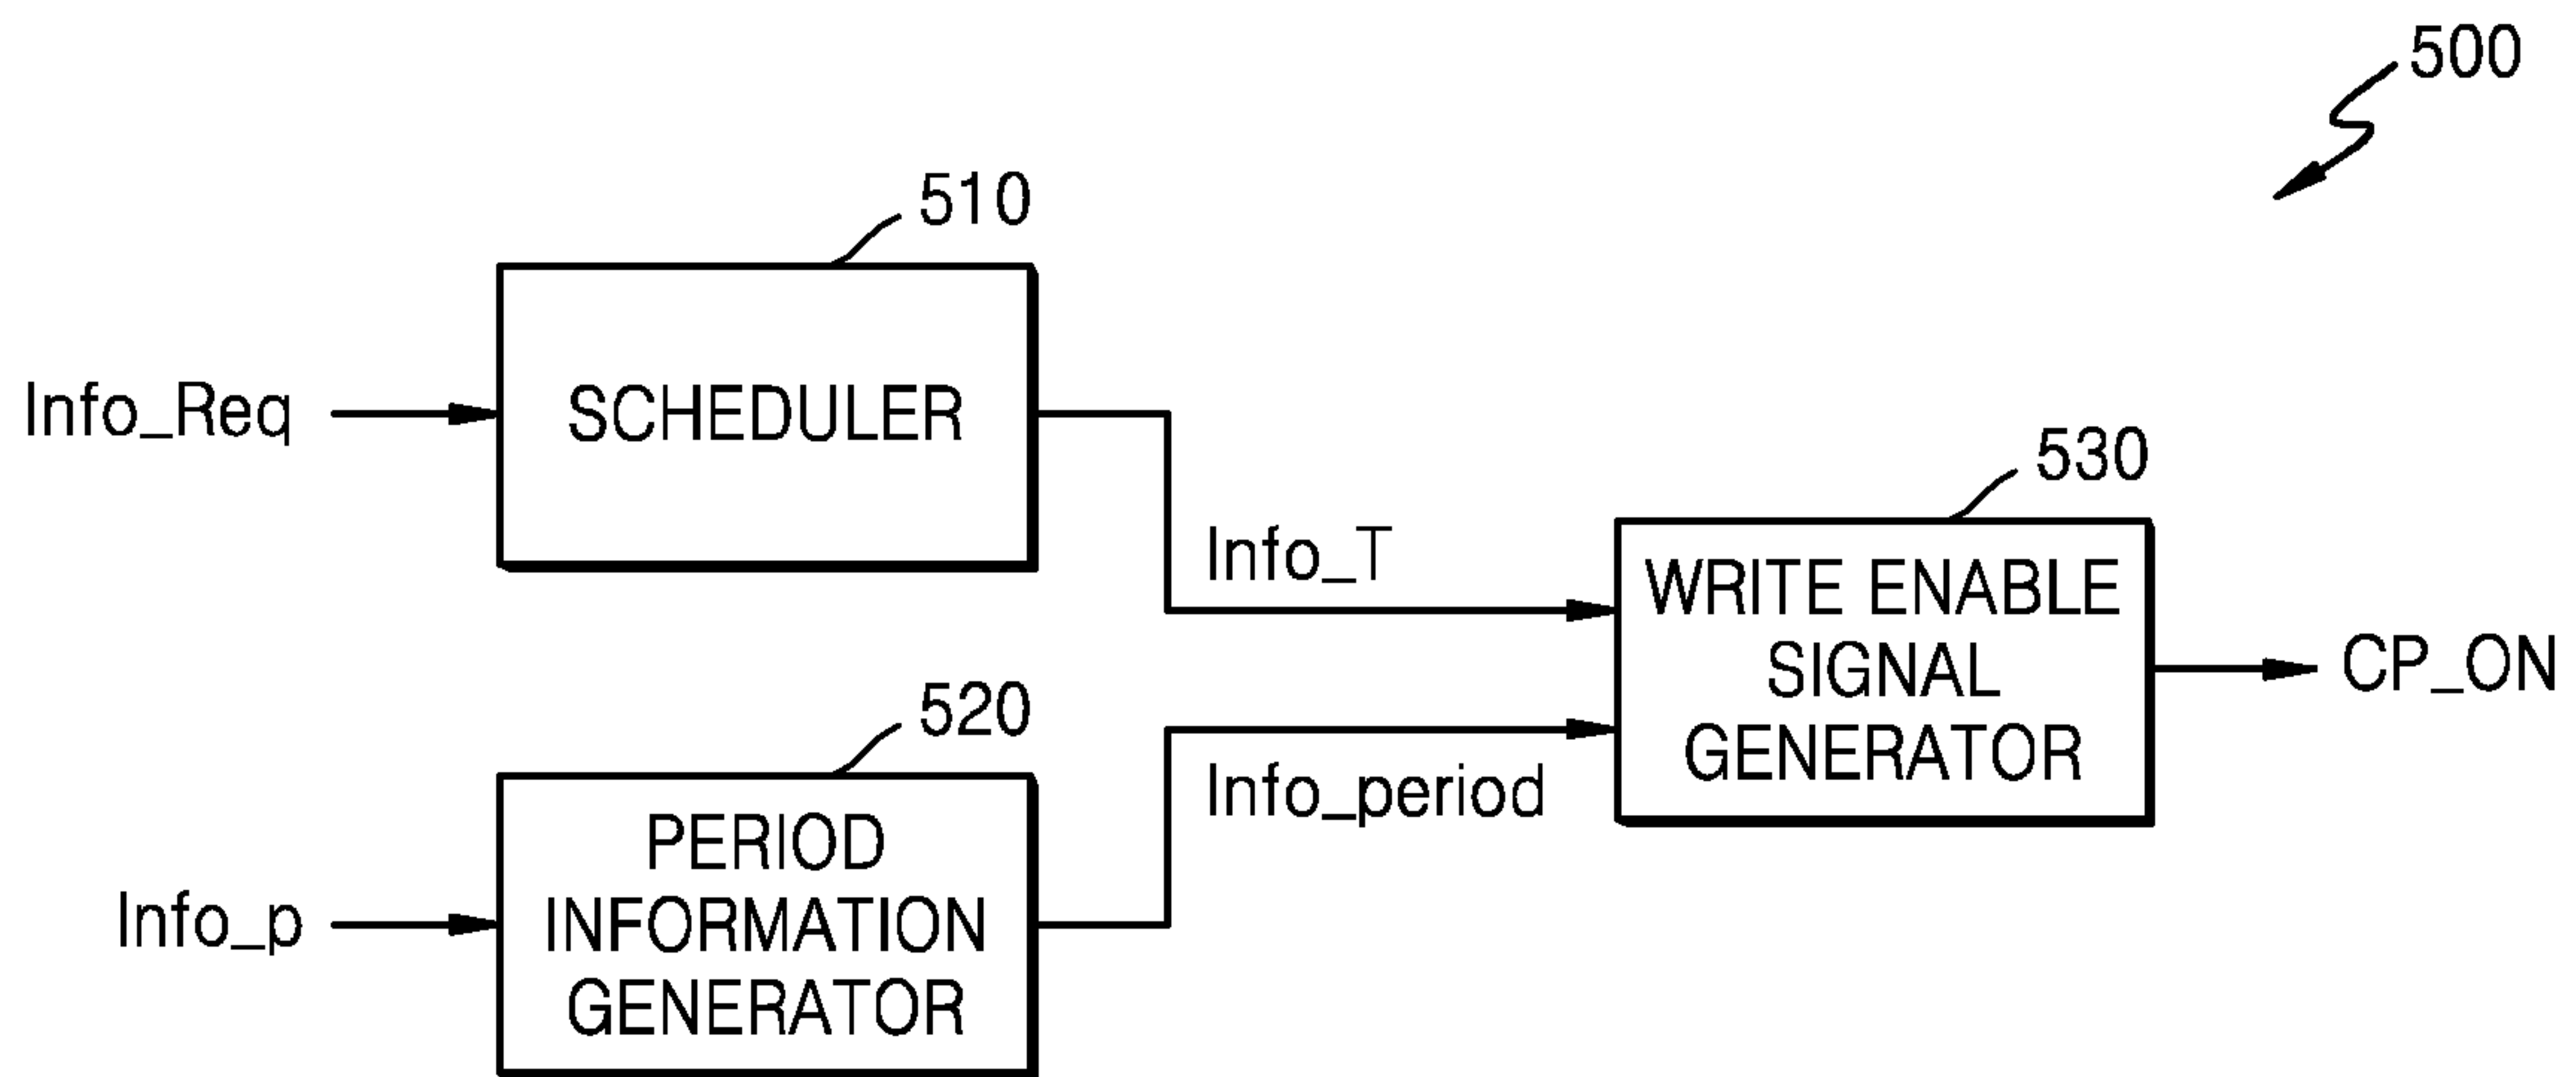 500
510
SCHEDULER
Info_Req
Info_T
530
WRITE ENABLE
SIGNAL
GENERATOR
CP_ON
520
Info_period
PERIOD
INFORMATION
GENERATOR
Info_p